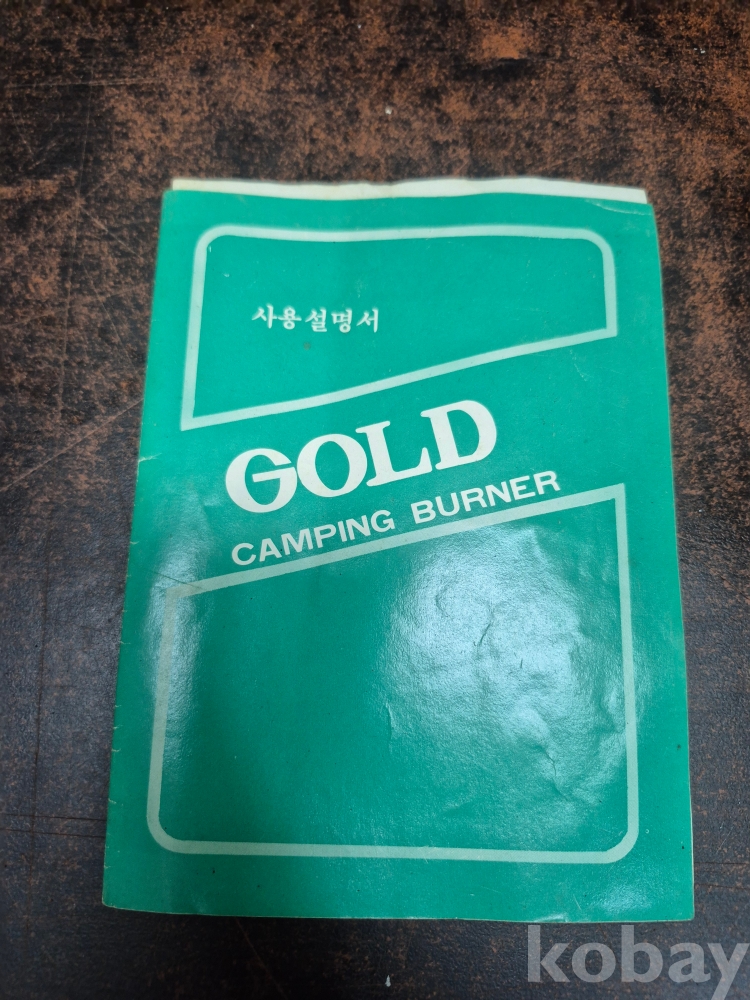 사용설명서
GOLD
CAMPING BURNER
kobay